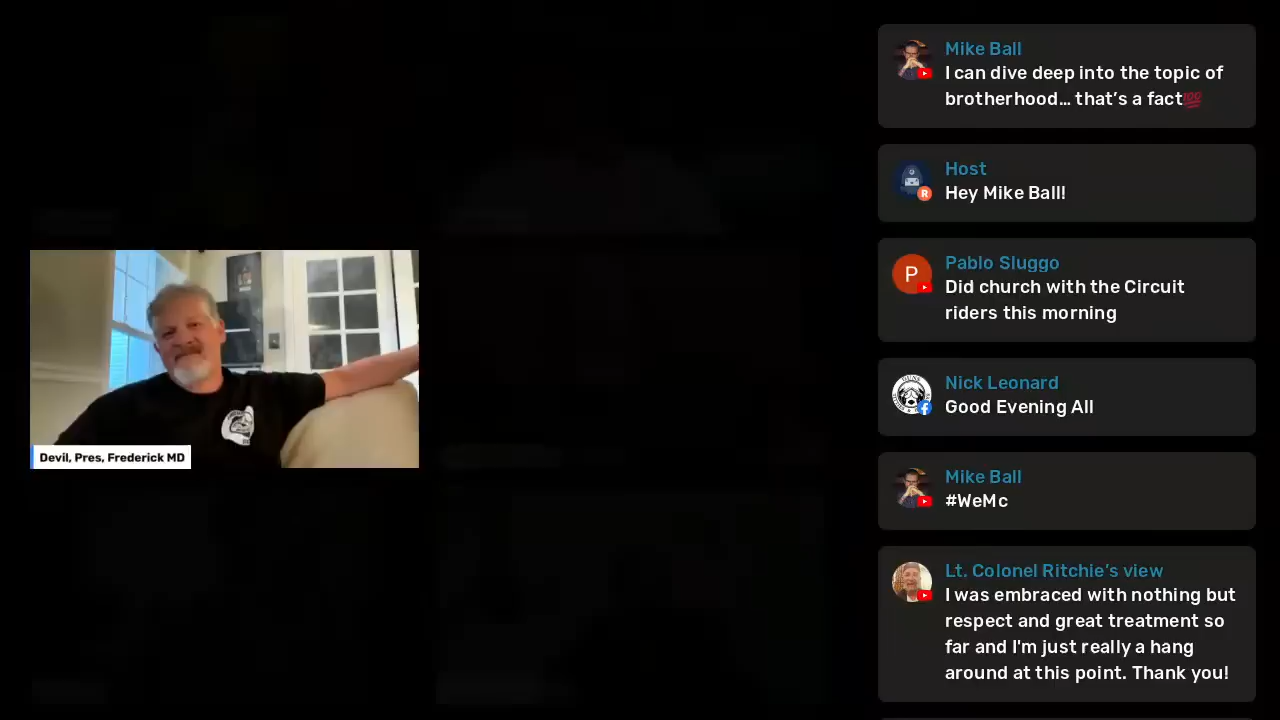 Mike Ball
I can dive deep into the topic of
brotherhood... that's a fact💯
Host
Hey Mike Ball!
P
Pablo Sluggo
Did church with the Circuit
riders this morning
Nick Leonard
Good Evening All
Mike Ball
#WeMc
Lt. Colonel Ritchie's view
I was embraced with nothing but
respect and great treatment so
far and I'm just really a hang
around at this point. Thank you!
Devil, Pres, Frederick MD